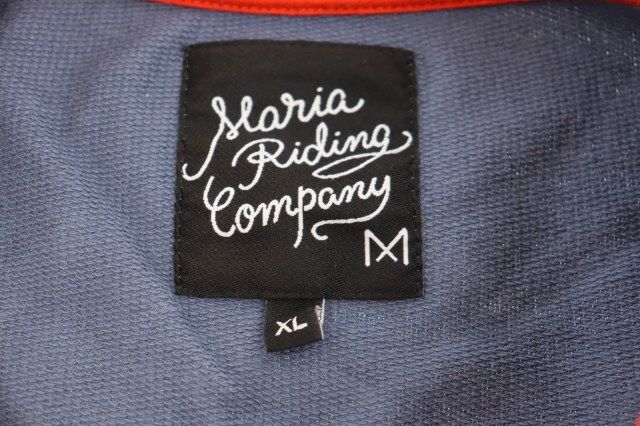 Maria
Riding
Company
M
XL